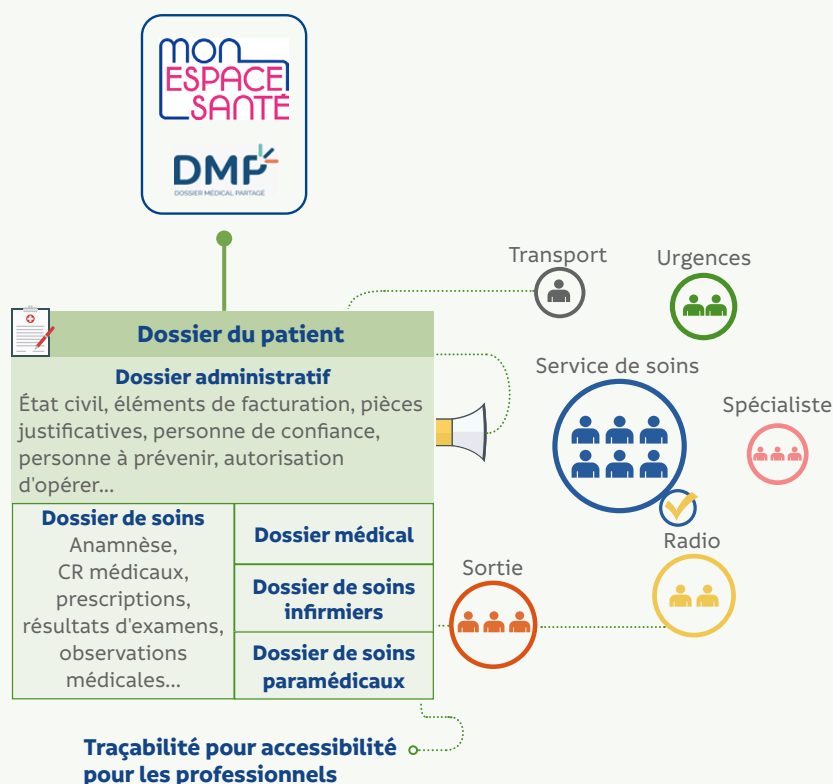 mon
ESPACE
SANTÉ
DMP
DOSSIER MÉDICAL PARTAGÉ
Transport
Urgences
Dossier du patient
Dossier administratif
État civil, éléments de facturation, pièces
justificatives, personne de confiance,
personne à prévenir, autorisation
d'opérer...
Service de soins
Spécialiste
Dossier de soins
Anamnèse,
CR médicaux,
prescriptions,
résultats d'examens,
observations
médicales...
Dossier médical
Dossier de soins
infirmiers
Dossier de soins
paramédicaux
Sortie
Radio
Traçabilité pour accessibilité
pour les professionnels